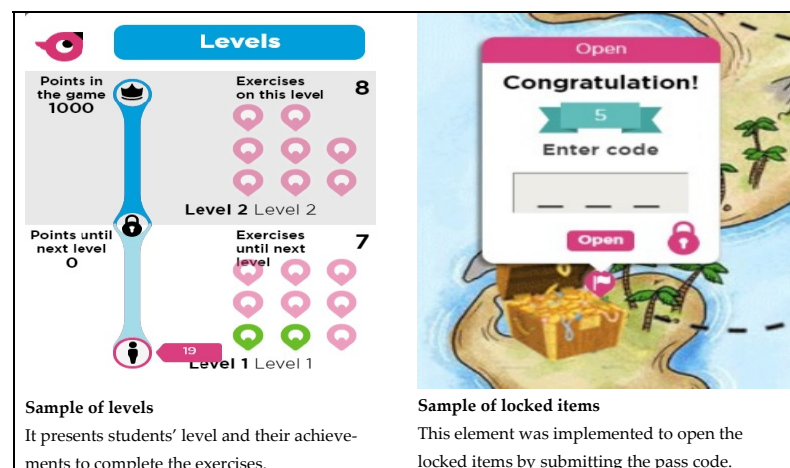 Levels
Points in
the game
1000
Exercises
on this level
8
Level 2 Level 2
Points until
next level
0
Exercises
until next
level
7
19
Level 1 Level 1
Sample of levels
It presents students’ level and their achieve-
ments to complete the exercises.
Open
Congratulation!
5
Enter code
Open
Sample of locked items
This element was implemented to open the
locked items by submitting the pass code.